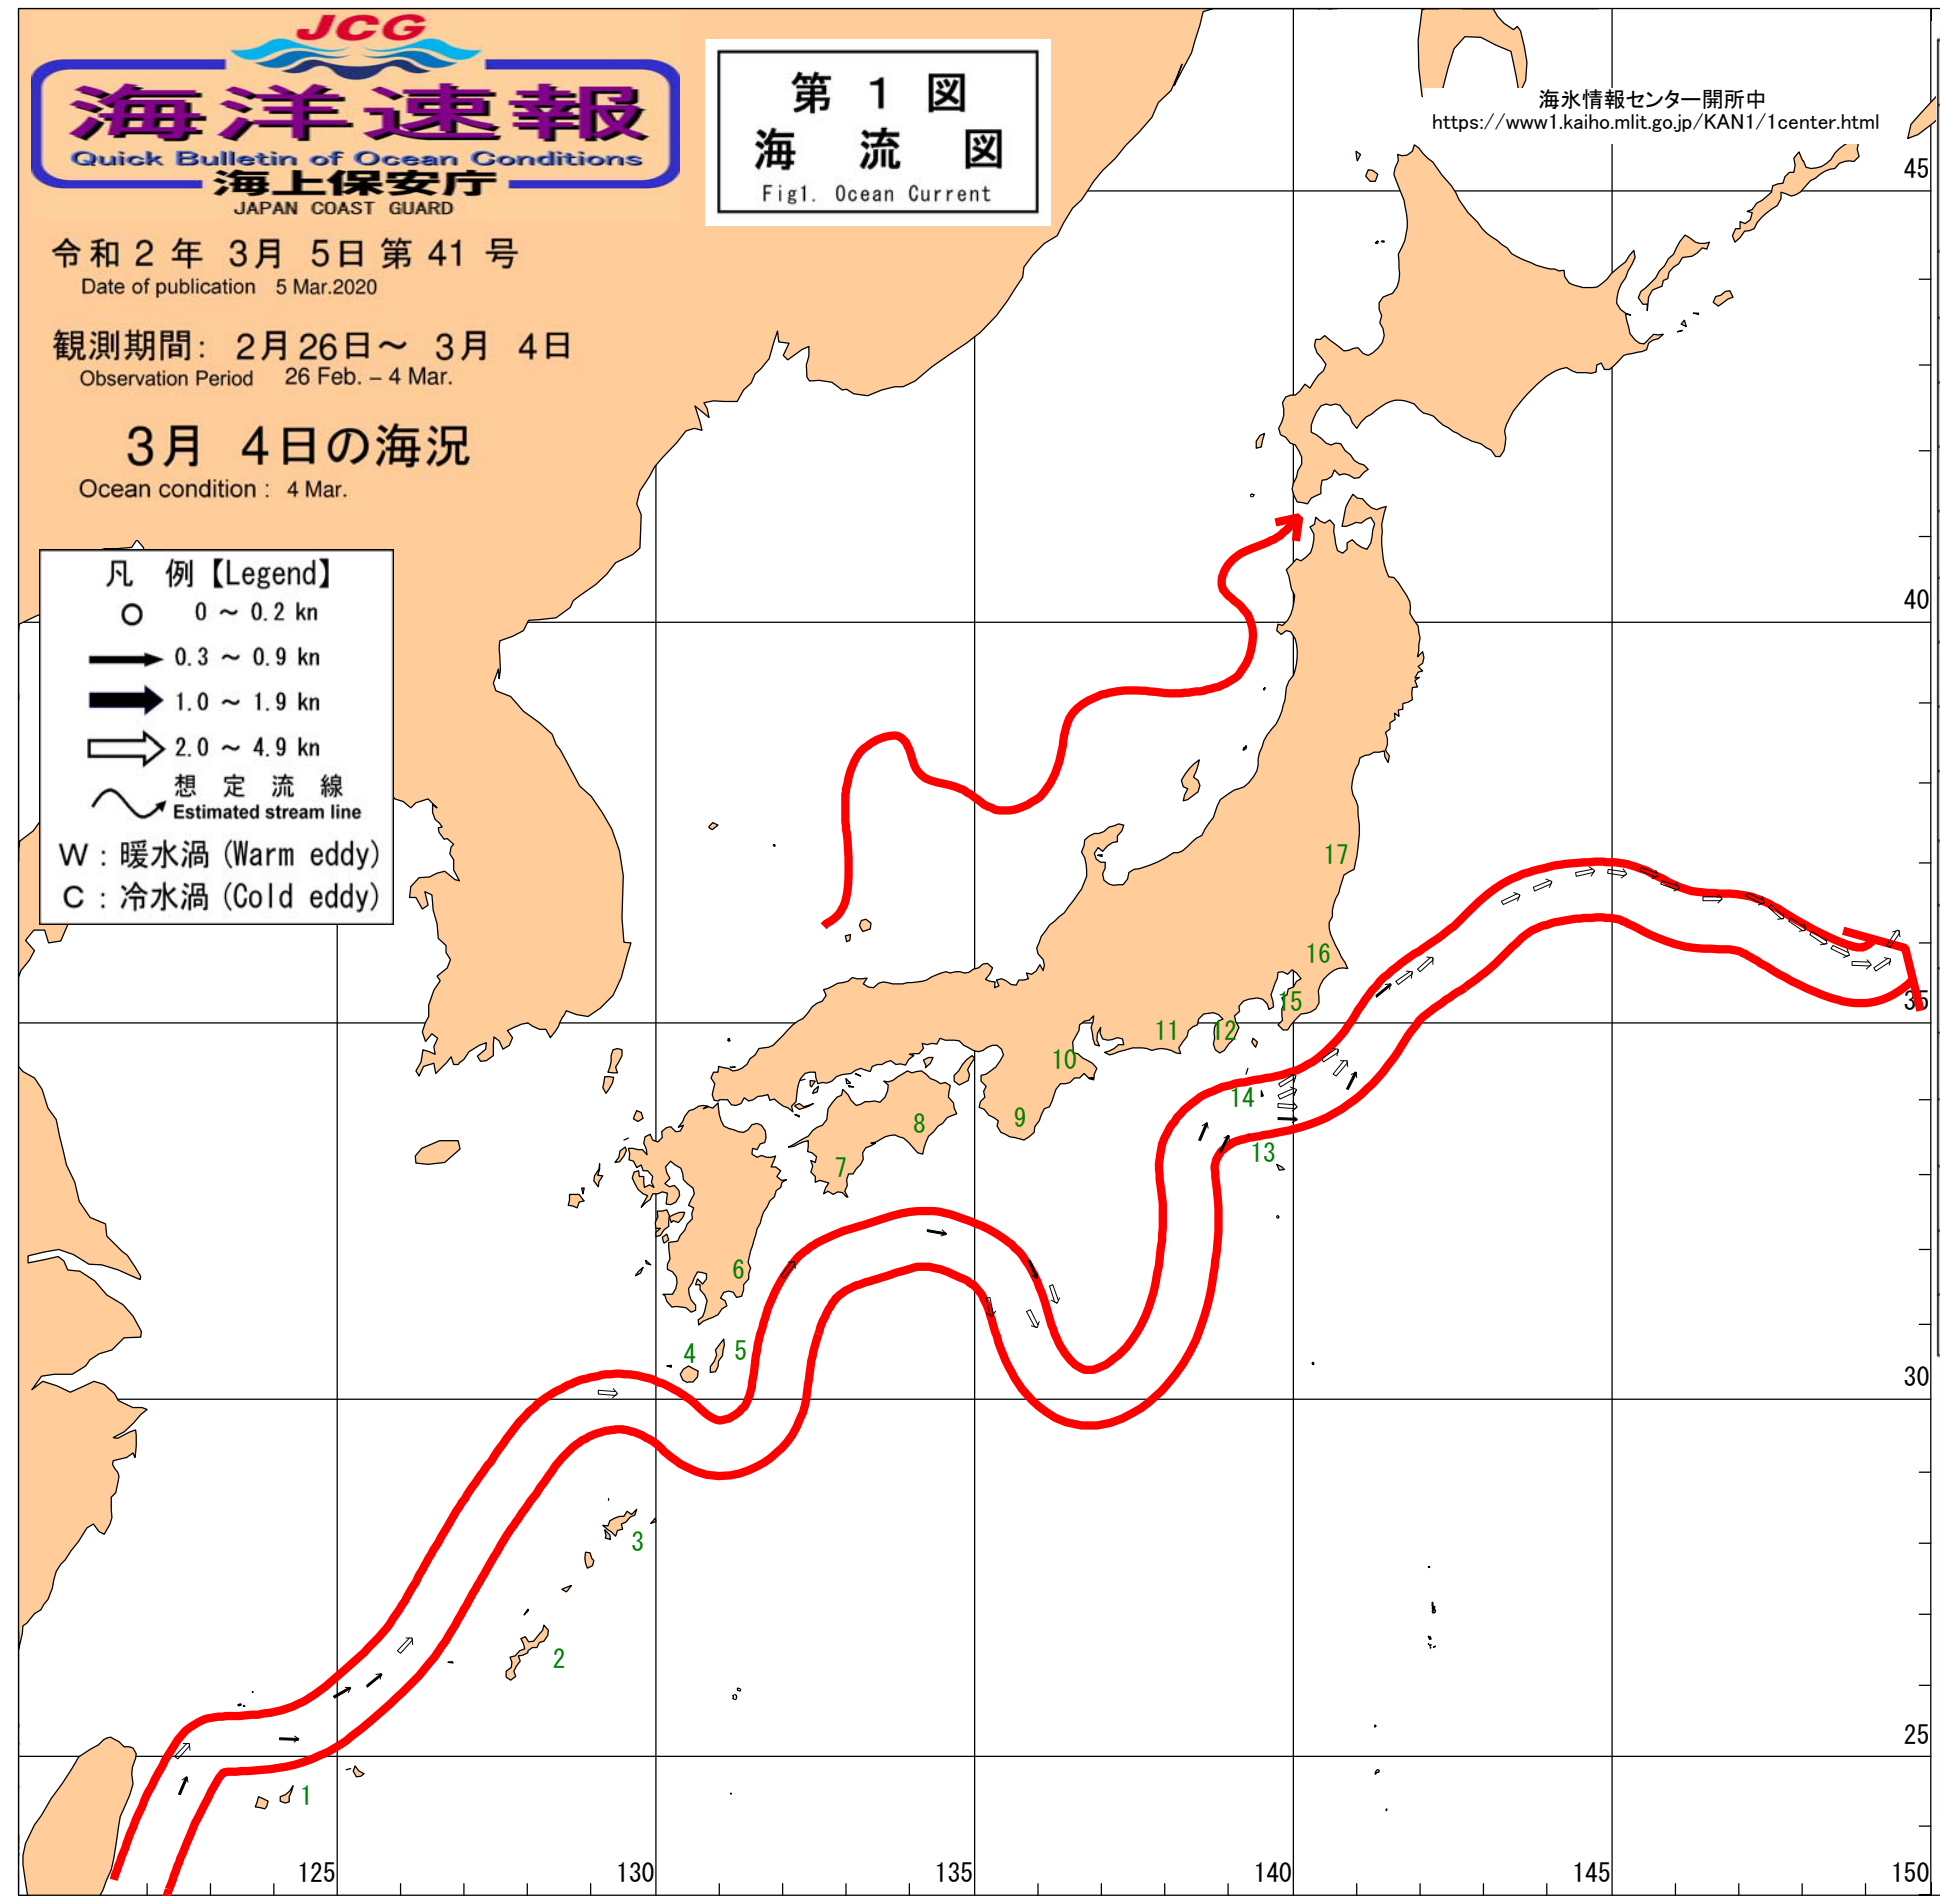 JCG
海洋速報
Quick Bulletin of Ocean Conditions
海上保安庁
JAPAN COAST GUARD
第 1 図
海 流 図
Fig1. Ocean Current
海氷情報センター開所中
https://www1.kaiho.mlit.go.jp/KAN1/1center.html
令和 2 年 3月 5日 第 41 号
Date of publication 5 Mar.2020
観測期間: 2月 26日～ 3月 4日
Observation Period 26 Feb. – 4 Mar.
3月 4日の海況
Ocean condition : 4 Mar.
凡 例【Legend】
0 ～ 0.2 kn
0.3 ～ 0.9 kn
1.0 ～ 1.9 kn
2.0 ～ 4.9 kn
想 定 流 線
Estimated stream line
W : 暖水渦 (Warm eddy)
C : 冷水渦 (Cold eddy)
45
40
35
30
25
17
16
15
14
13
12
11
10
9
8
7
6
5
4
3
2
1
125
130
135
140
145
150